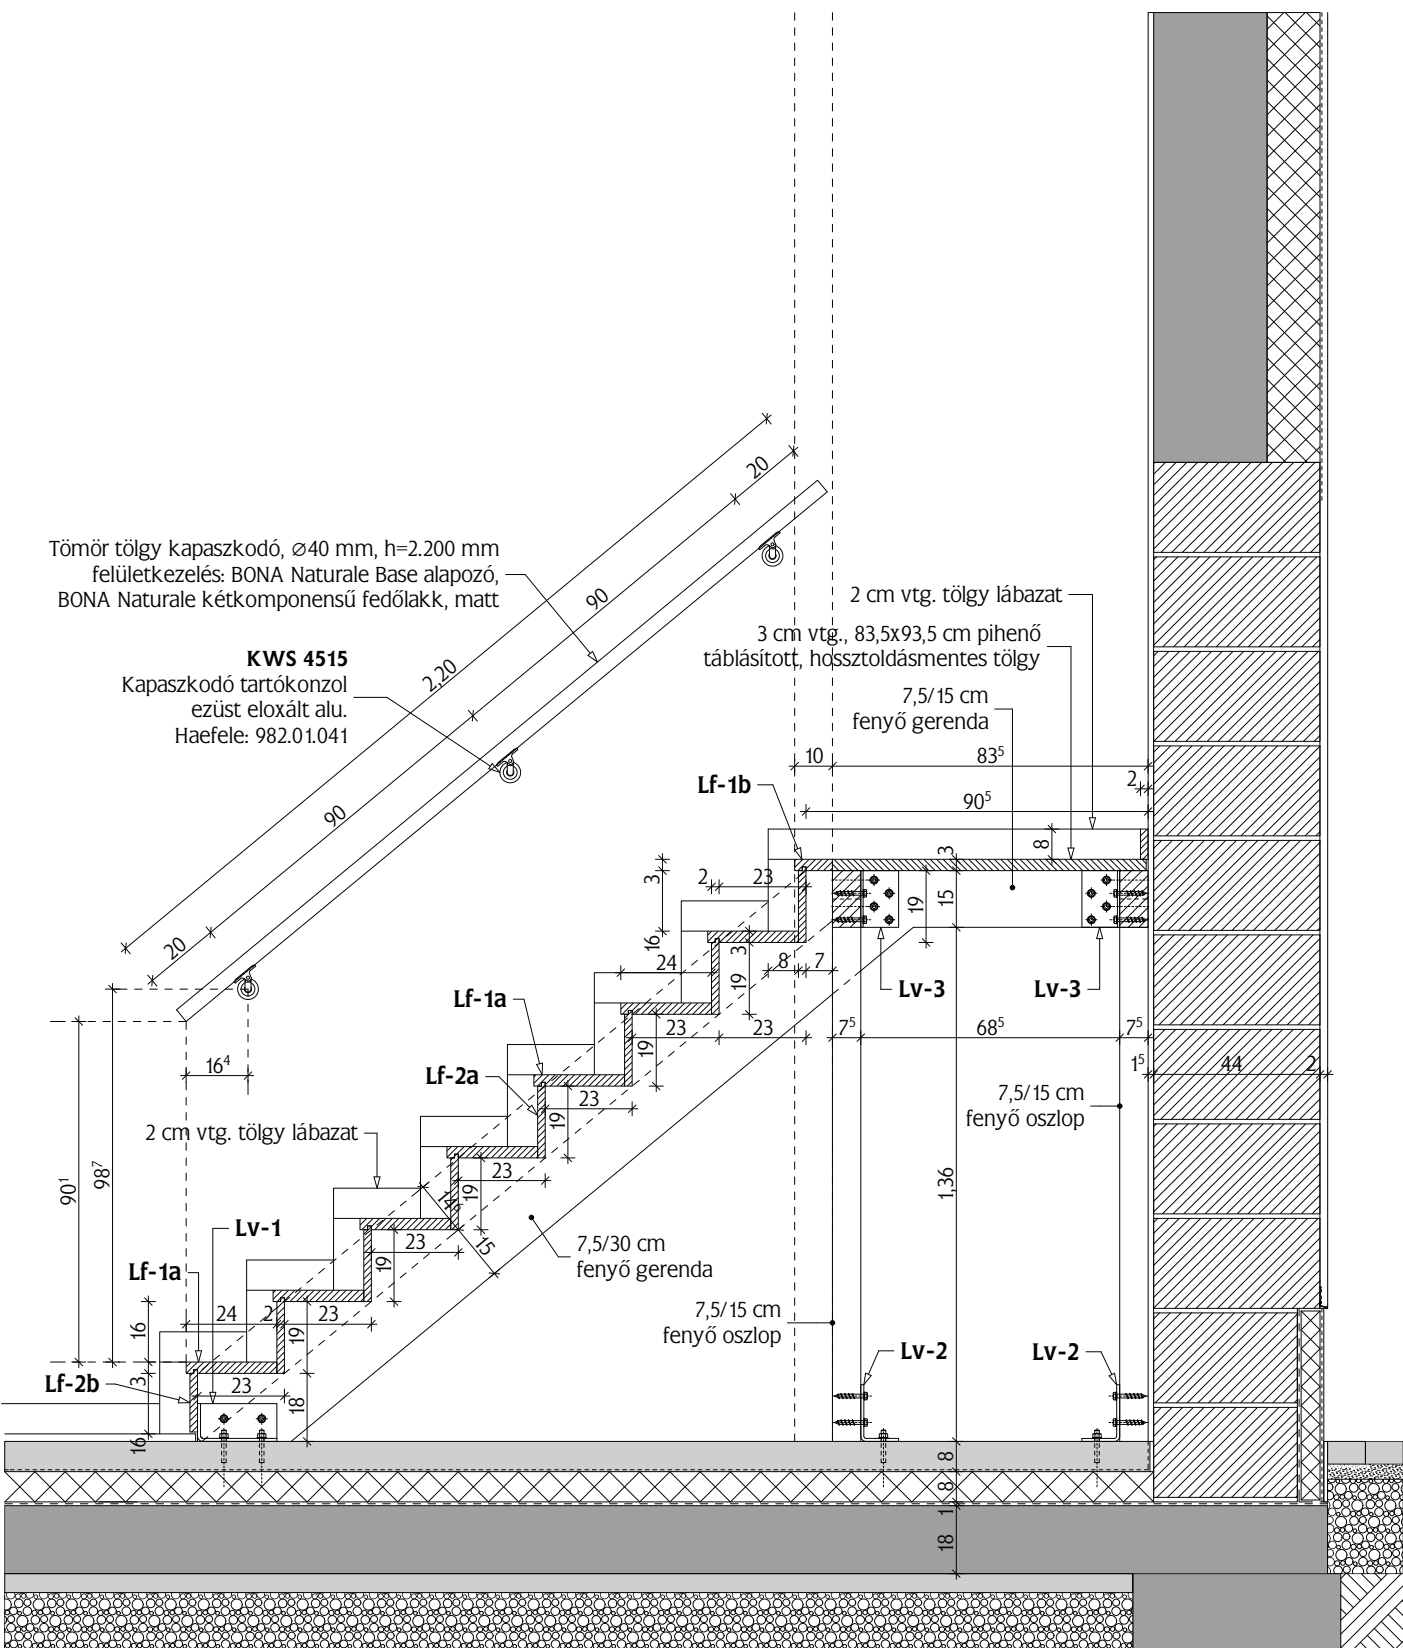 20
90
2,20
90
20
Tömör tölgy kapaszkodó, ∅40 mm, h=2.200 mm
felületkezelés: BONA Naturale Base alapozó,
BONA Naturale kétkomponensű fedőlakk, matt
KWS 4515
Kapaszkodó tartókonzol
ezüst eloxált alu.
Haefele: 982.01.041
2 cm vtg. tölgy lábazat
3 cm vtg., 83,5x93,5 cm pihenő
táblásított, hossztoldásmentes tölgy
7,5/15 cm
fenyő gerenda
10
83⁵
2
90⁵
Lf-1b
8
3
3
2
23
19
15
16
3
24
8
7
19
Lv-3
Lv-3
Lf-1a
23
23
7⁵
68⁵
7⁵
19
1⁵
44
2
16⁴
Lf-2a
23
19
7,5/15 cm
fenyő oszlop
2 cm vtg. tölgy lábazat
90¹
98⁷
23
19
14⁶
15
1,36
Lv-1
23
19
7,5/30 cm
fenyő gerenda
Lf-1a
16
24
2
23
19
7,5/15 cm
fenyő oszlop
Lv-2
Lv-2
Lf-2b
3
23
18
16
8
8
1
18